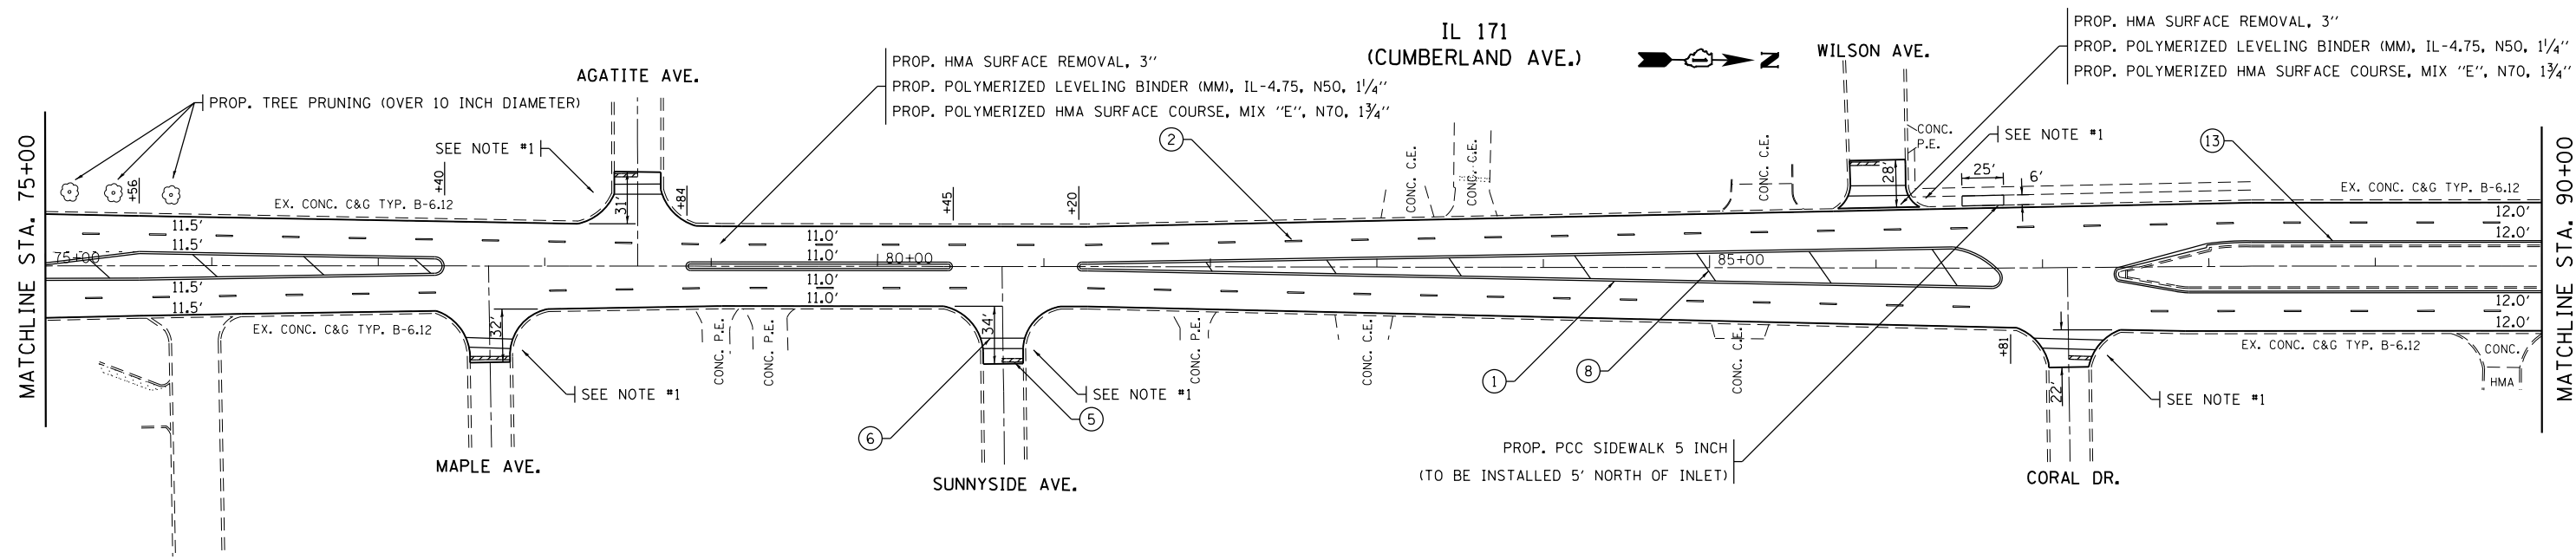 IL 171
(CUMBERLAND AVE.)
N
AGATITE AVE.
WILSON AVE.
PROP. HMA SURFACE REMOVAL, 3''
PROP. POLYMERIZED LEVELING BINDER (MM), IL-4.75, N50, 1 1/4''
PROP. POLYMERIZED HMA SURFACE COURSE, MIX "E", N70, 1 3/4''
PROP. HMA SURFACE REMOVAL, 3''
PROP. POLYMERIZED LEVELING BINDER (MM), IL-4.75, N50, 1 1/4''
PROP. POLYMERIZED HMA SURFACE COURSE, MIX "E", N70, 1 3/4''
PROP. TREE PRUNING (OVER 10 INCH DIAMETER)
MATCHLINE STA. 75+00
MATCHLINE STA. 90+00
SEE NOTE #1
SEE NOTE #1
2
13
CONC.
P.E.
CONC. C.E.
CONC. C.E.
CONC. C.E.
+56
+40
31'
+84
+45
+20
28'
25'
6'
EX. CONC. C&G TYP. B-6.12
EX. CONC. C&G TYP. B-6.12
11.5'
11.5'
11.0'
11.0'
12.0'
12.0'
75+00
80+00
85+00
11.5'
11.5'
11.0'
11.0'
12.0'
12.0'
EX. CONC. C&G TYP. B-6.12
EX. CONC. C&G TYP. B-6.12
32'
34'
22'
+81
CONC. P.E.
CONC. P.E.
CONC. P.E.
CONC. C.E.
CONC. C.E.
CONC.
HMA
SEE NOTE #1
SEE NOTE #1
SEE NOTE #1
1
8
5
6
PROP. PCC SIDEWALK 5 INCH
(TO BE INSTALLED 5' NORTH OF INLET)
MAPLE AVE.
SUNNYSIDE AVE.
CORAL DR.